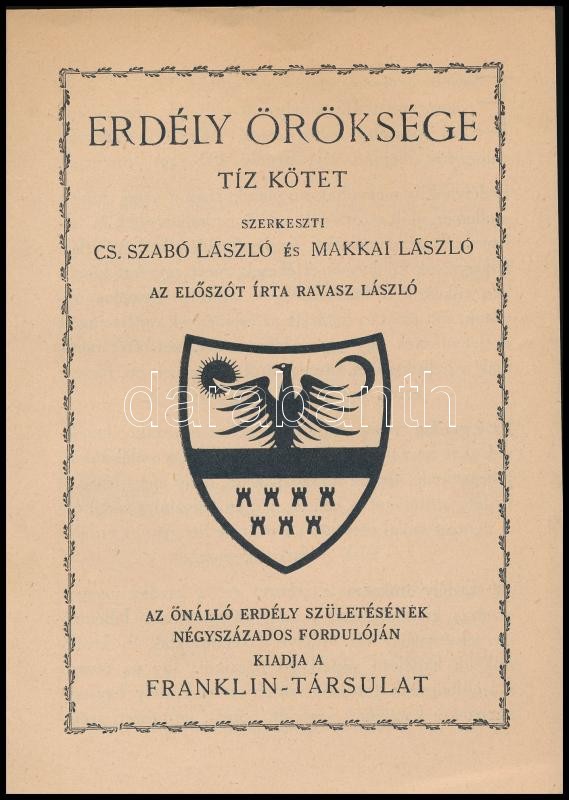 ERDÉLY ÖRÖKSÉGE
TÍZ KÖTET
SZERKESZTI
CS. SZABÓ LÁSZLÓ ÉS MAKKAI LÁSZLÓ
AZ ELŐSZÓT ÍRTA RAVASZ LÁSZLÓ
darabanth
AZ ÖNÁLLÓ ERDÉLY SZÜLETÉSÉNEK
NÉGYSZÁZADOS FORDULÓJÁN
KIADJA A
FRANKLIN-TÁRSULAT